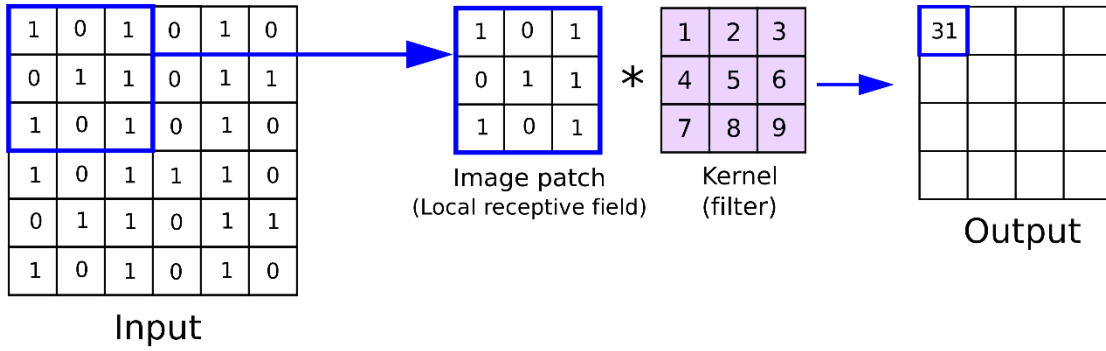 1 0 1 0 1 0
0 1 1 0 1 1
1 0 1 0 1 0
1 0 1 1 1 0
0 1 1 0 1 1
1 0 1 0 1 0
Input
1 0 1
0 1 1
1 0 1
Image patch
(Local receptive field)
*
1 2 3
4 5 6
7 8 9
Kernel
(filter)
31
Output